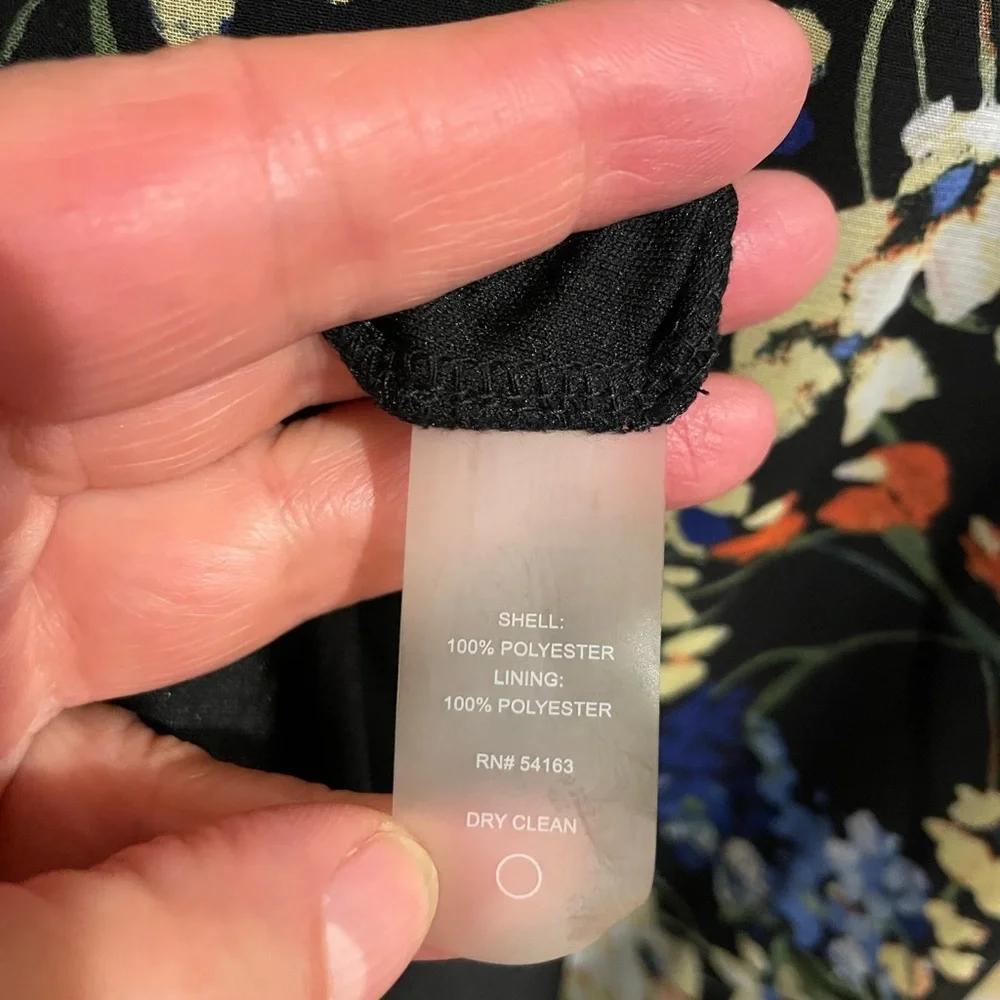 SHELL:
100% POLYESTER
LINING:
100% POLYESTER
RN# 54163
DRY CLEAN